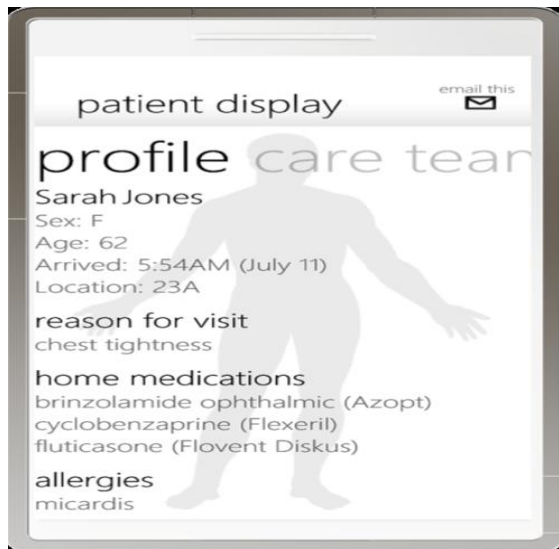 email this
patient display
profile care tear
Sarah Jones
Sex: F
Age: 62
Arrived: 5:54AM (July 11)
Location: 23A
reason for visit
chest tightness
home medications
brinzolamide ophthalmic (Azopt)
cyclobenzaprine (Flexeril)
fluticasone (Flovent Diskus)
allergies
micardis